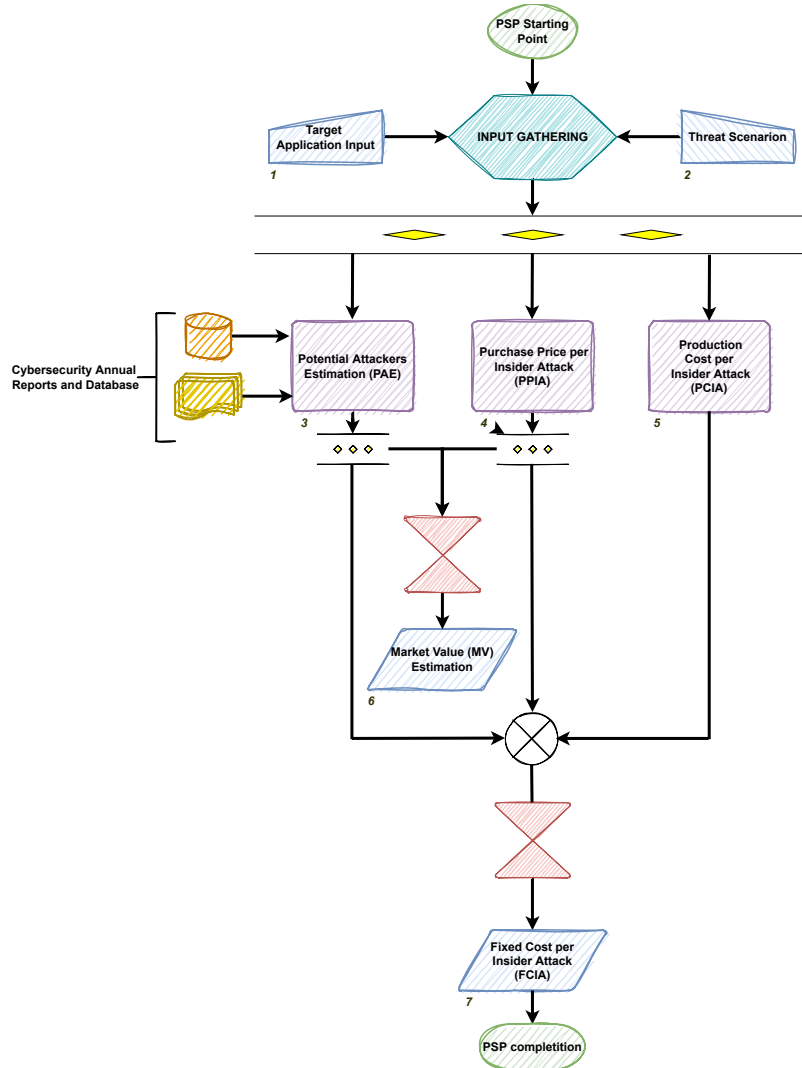 PSP Starting
Point
Target
Application Input
INPUT GATHERING
Threat Scenarion
1
2
Cybersecurity Annual
Reports and Database
Potential Attackers
Estimation (PAE)
Purchase Price per
Insider Attack
(PPIA)
Production
Cost per
Insider Attack
(PCIA)
3
4
5
Market Value (MV)
Estimation
6
Fixed Cost per
Insider Attack
(FCIA)
7
PSP completition